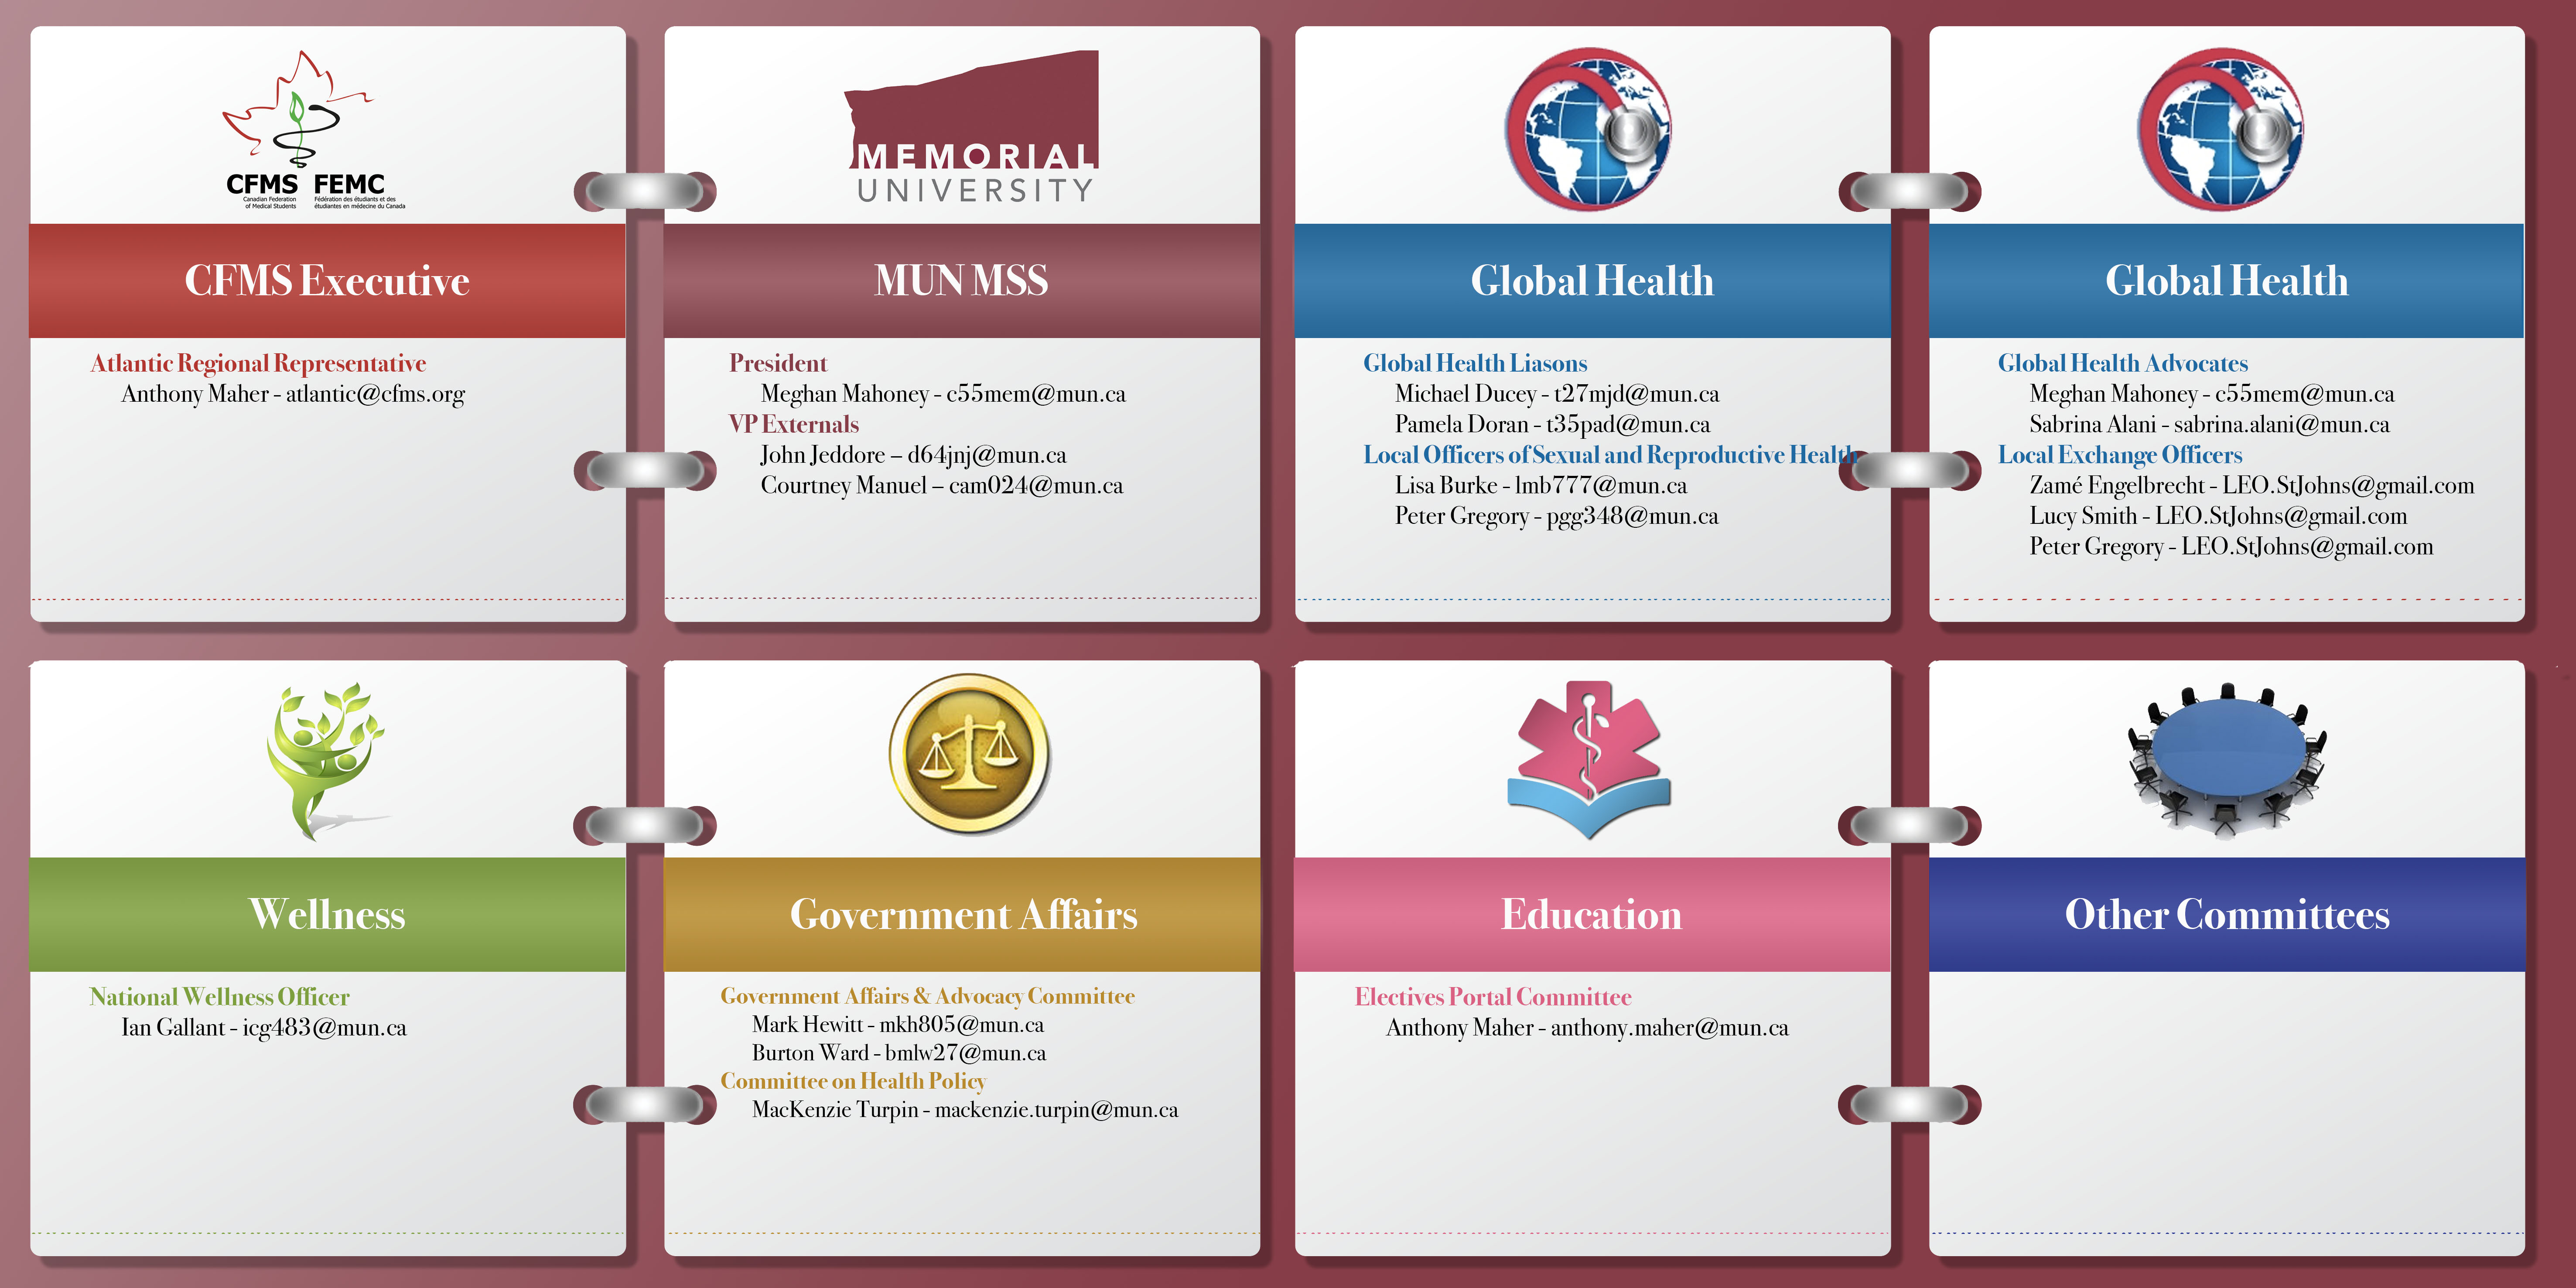 CFMS FEMC
Canadian Federation
of Medical Students
Fédération des étudiants et des
étudiantes en médecine du Canada
CFMS Executive
Atlantic Regional Representative
Anthony Maher - atlantic@cfms.org
MEMORIAL
UNIVERSITY
MUN MSS
President
Meghan Mahoney - c55mem@mun.ca
VP Externals
John Jeddore – d64jnj@mun.ca
Courtney Manuel – cam024@mun.ca
Global Health
Global Health Liasons
Michael Ducey - t27mjd@mun.ca
Pamela Doran - t35pad@mun.ca
Local Officers of Sexual and Reproductive Health
Lisa Burke - lmb777@mun.ca
Peter Gregory - pgg348@mun.ca
Global Health
Global Health Advocates
Meghan Mahoney - c55mem@mun.ca
Sabrina Alani - sabrina.alani@mun.ca
Local Exchange Officers
Zamé Engelbrecht - LEO.StJohns@gmail.com
Lucy Smith - LEO.StJohns@gmail.com
Peter Gregory - LEO.StJohns@gmail.com
Wellness
National Wellness Officer
Ian Gallant - icg483@mun.ca
Government Affairs
Government Affairs & Advocacy Committee
Mark Hewitt - mkh805@mun.ca
Burton Ward - bmlw27@mun.ca
Committee on Health Policy
MacKenzie Turpin - mackenzie.turpin@mun.ca
Education
Electives Portal Committee
Anthony Maher - anthony.maher@mun.ca
Other Committees